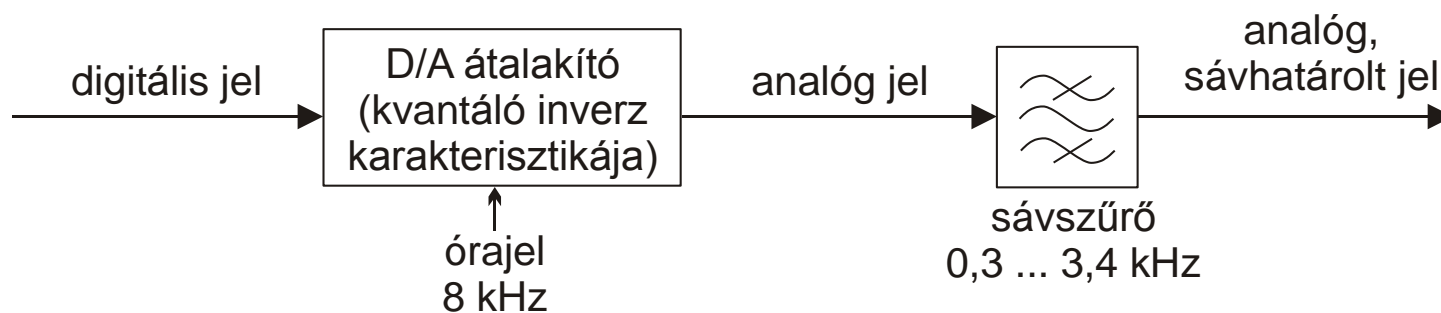 digitális jel
D/A átalakító
(kvantáló inverz
karakterisztikája)
órajel
8 kHz
analóg jel
sávszűrő
0,3 ... 3,4 kHz
analóg,
sávhatárolt jel